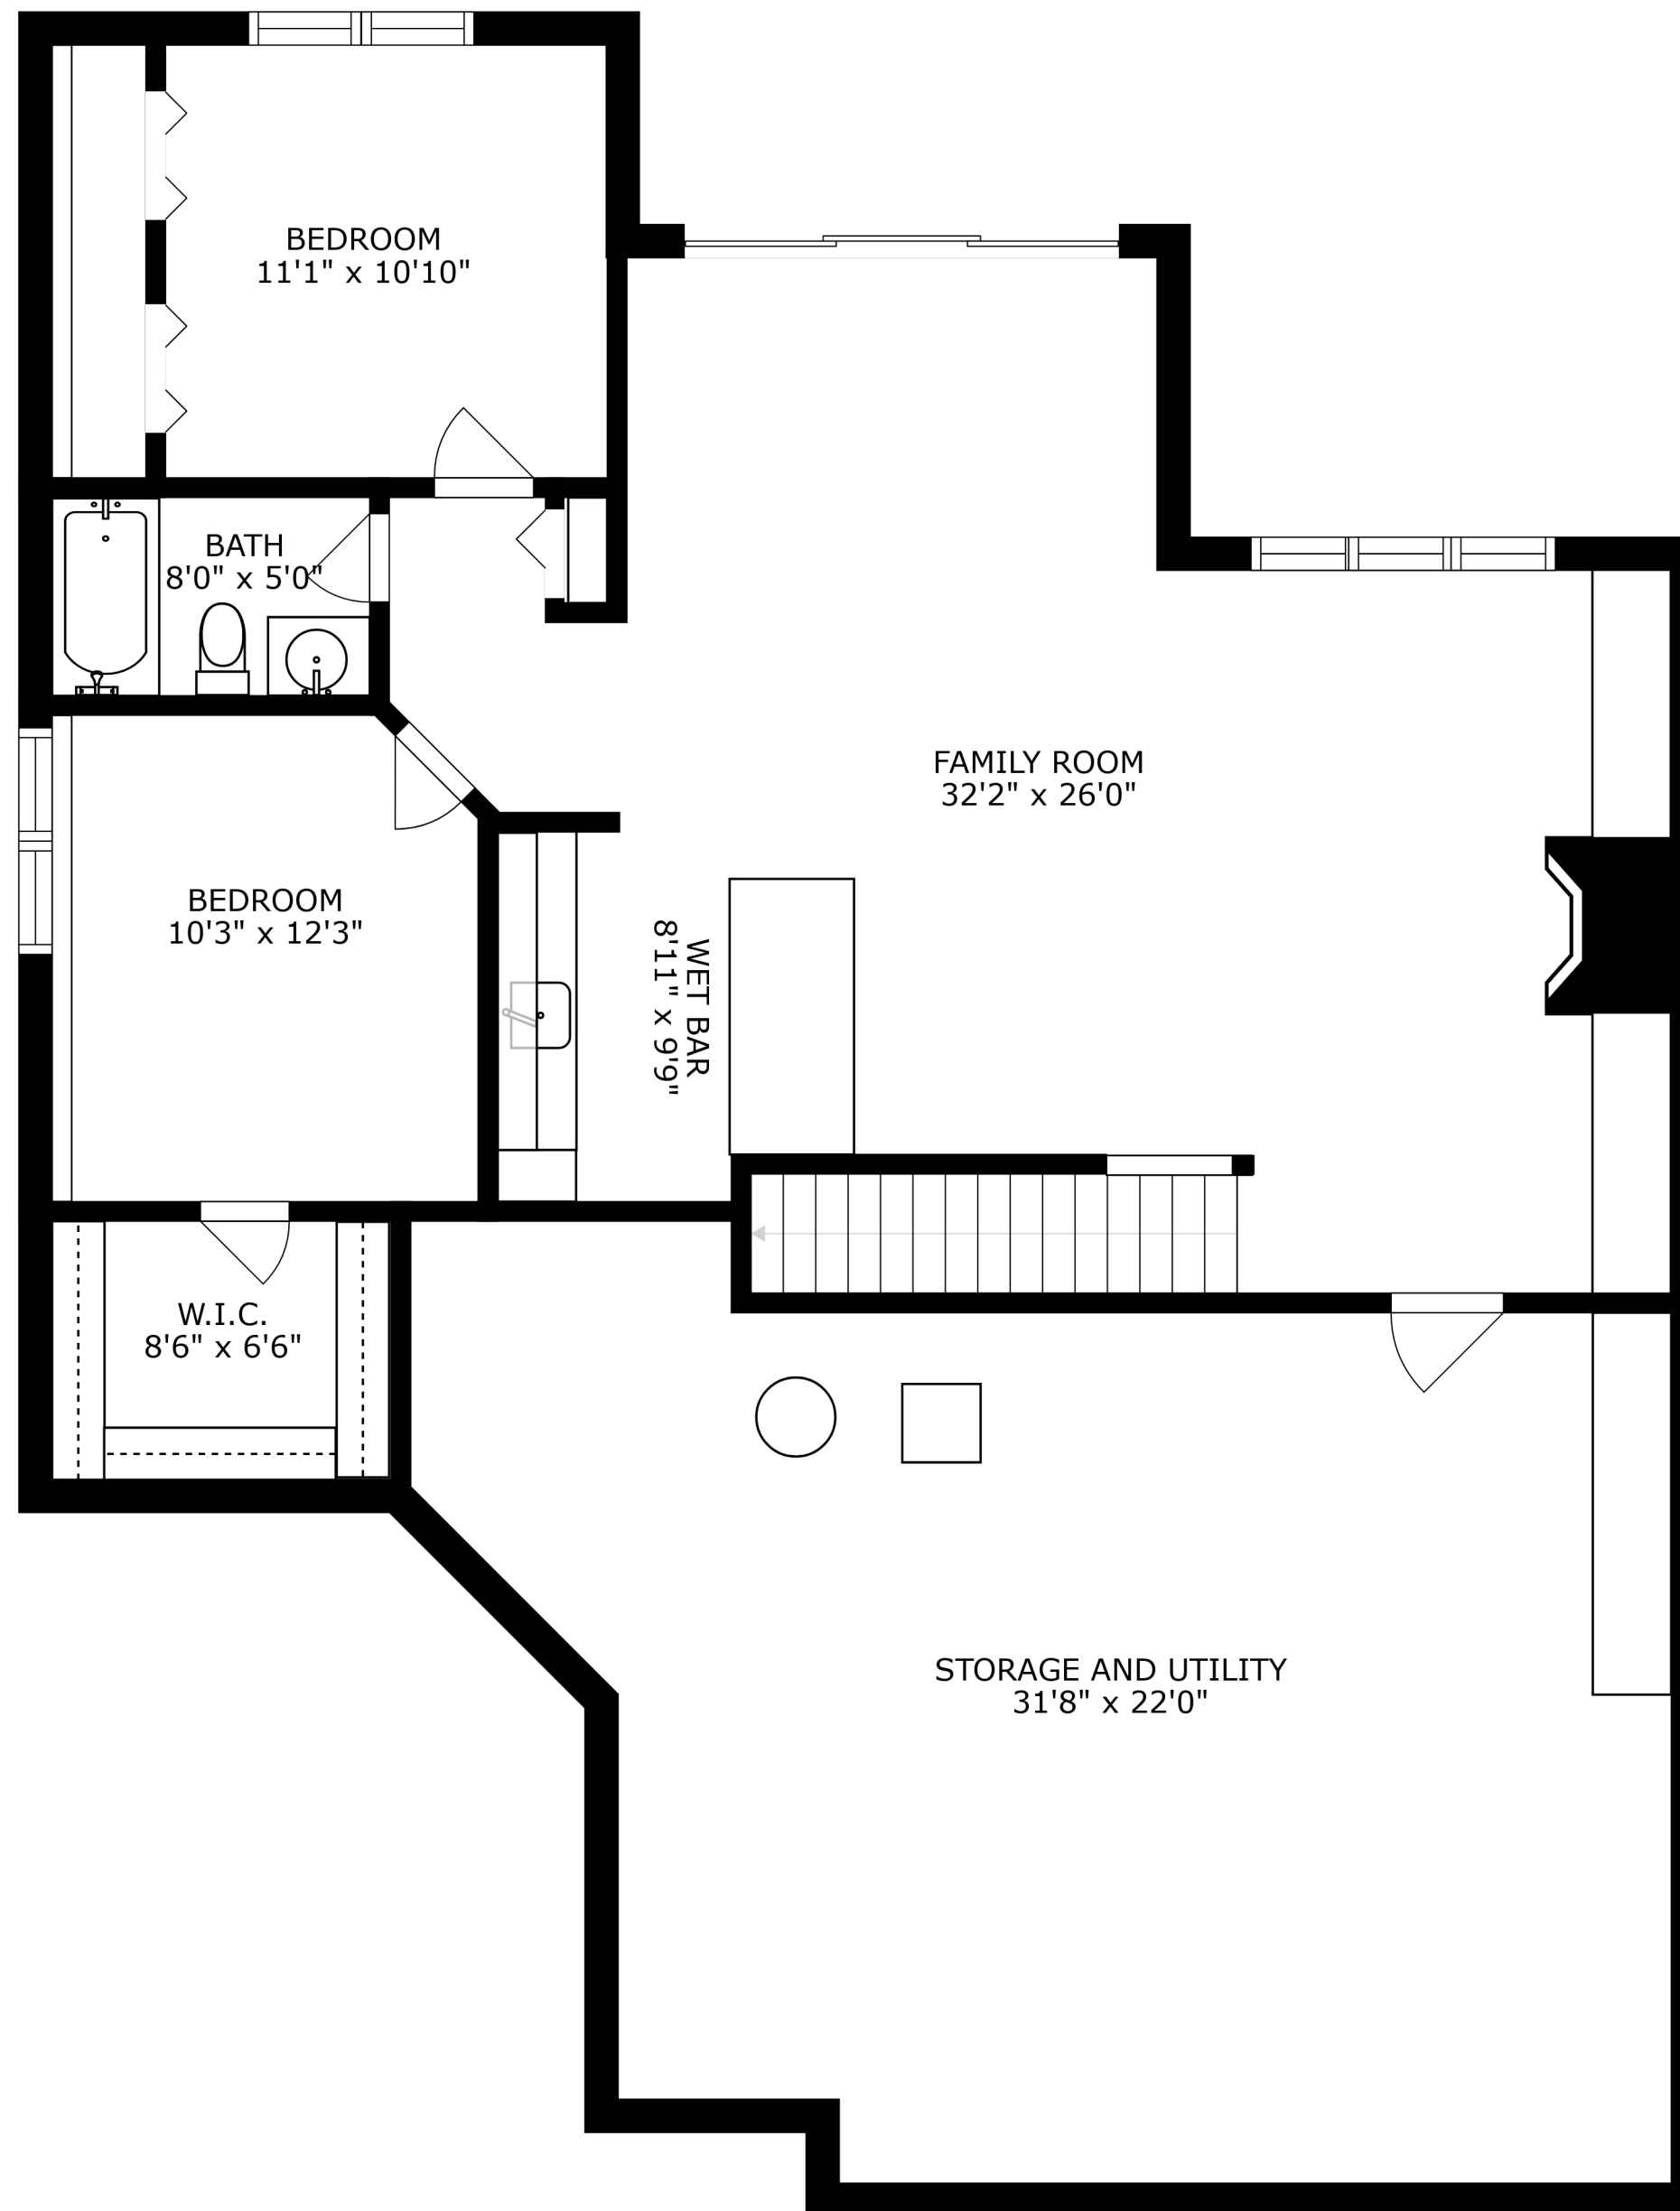 BEDROOM
11'1" x 10'10"
BATH
8'0" x 5'0"
FAMILY ROOM
32'2" x 26'0"
BEDROOM
10'3" x 12'3"
WET BAR
8'11" x 9'9"
W.I.C.
8'6" x 6'6"
STORAGE AND UTILITY
31'8" x 22'0"